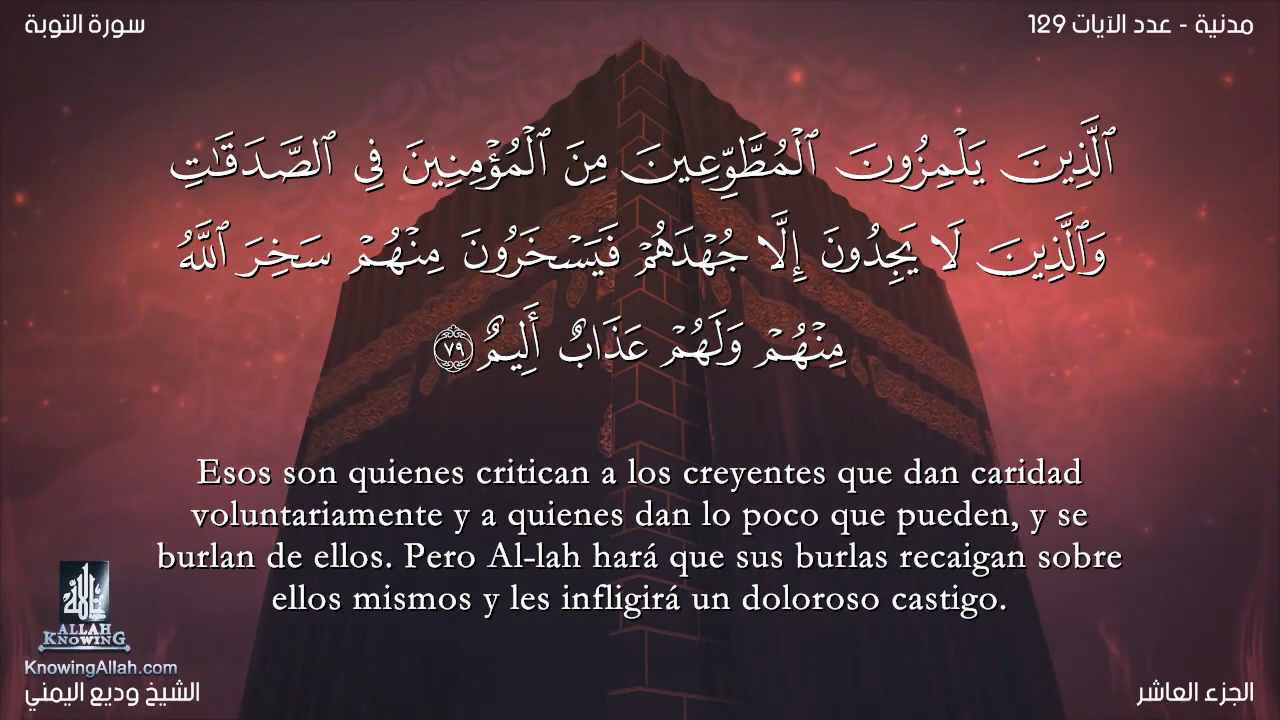 سورة التوبة
مدنية - عدد الآيات 129
ٱلَّذِينَ يَلْمِزُونَ ٱلْمُطَّوِّعِينَ مِنَ ٱلْمُؤْمِنِينَ فِى ٱلصَّدَقَٰتِ
وَٱلَّذِينَ لَا يَجِدُونَ إِلَّا جُهْدَهُمْ فَيَسْخَرُونَ مِنْهُمْ سَخِرَ ٱللَّهُ
مِنْهُمْ وَلَهُمْ عَذَابٌ أَلِيمٌ ٧٩
Esos son quienes critican a los creyentes que dan caridad
voluntariamente y a quienes dan lo poco que pueden, y se
burlan de ellos. Pero Al-lah hará que sus burlas recaigan sobre
ellos mismos y les infligirá un doloroso castigo.
الله
ALLAH
KNOWING
KnowingAllah.com
الشيخ وديع اليمني
الجزء العاشر